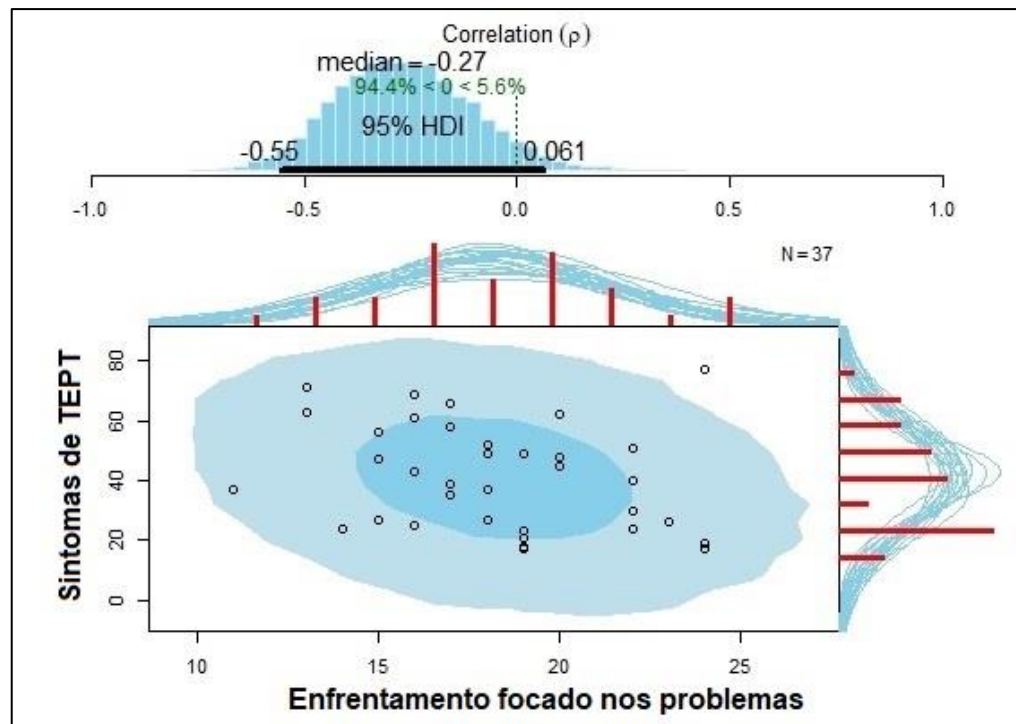 Correlation (ρ)
median = -0.27
94.4% < 0 < 5.6%
95% HDI
-0.55
0.061
-1.0
-0.5
0.0
0.5
1.0
N = 37
Sintomas de TEPT
80
60
40
20
0
10
15
20
25
Enfrentamento focado nos problemas